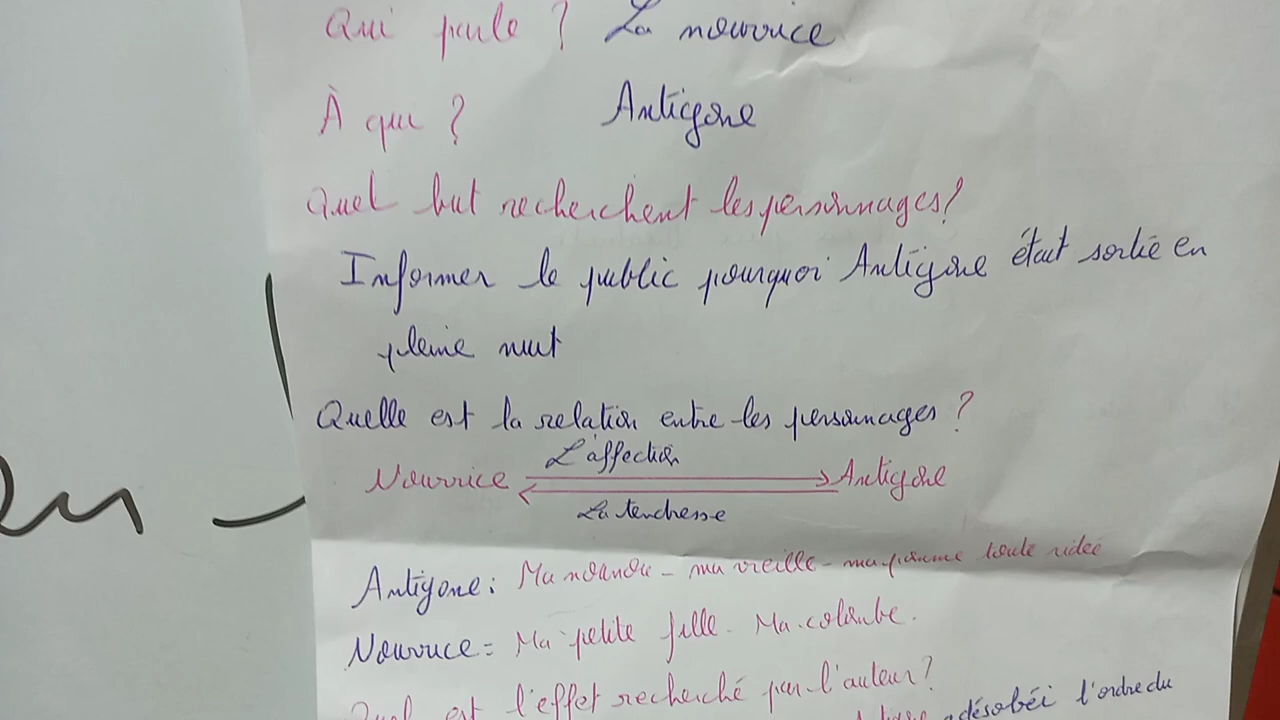 Qui parle ? La nourrice
À qui ? Antigone
Quel but recherchent les personnages ?
Informer le public pourquoi Antigone était sortie en
pleine nuit
Quelle est la relation entre les personnages ?
L'affection
Nourrice Antigone
La tendresse
Antigone : Ma nounou - ma vieille - ma pomme toute ridée
Nourrice = Ma petite fille - Ma colombe.
Quel est l'effet recherché par l'auteur ?
désobéi l'ordre du